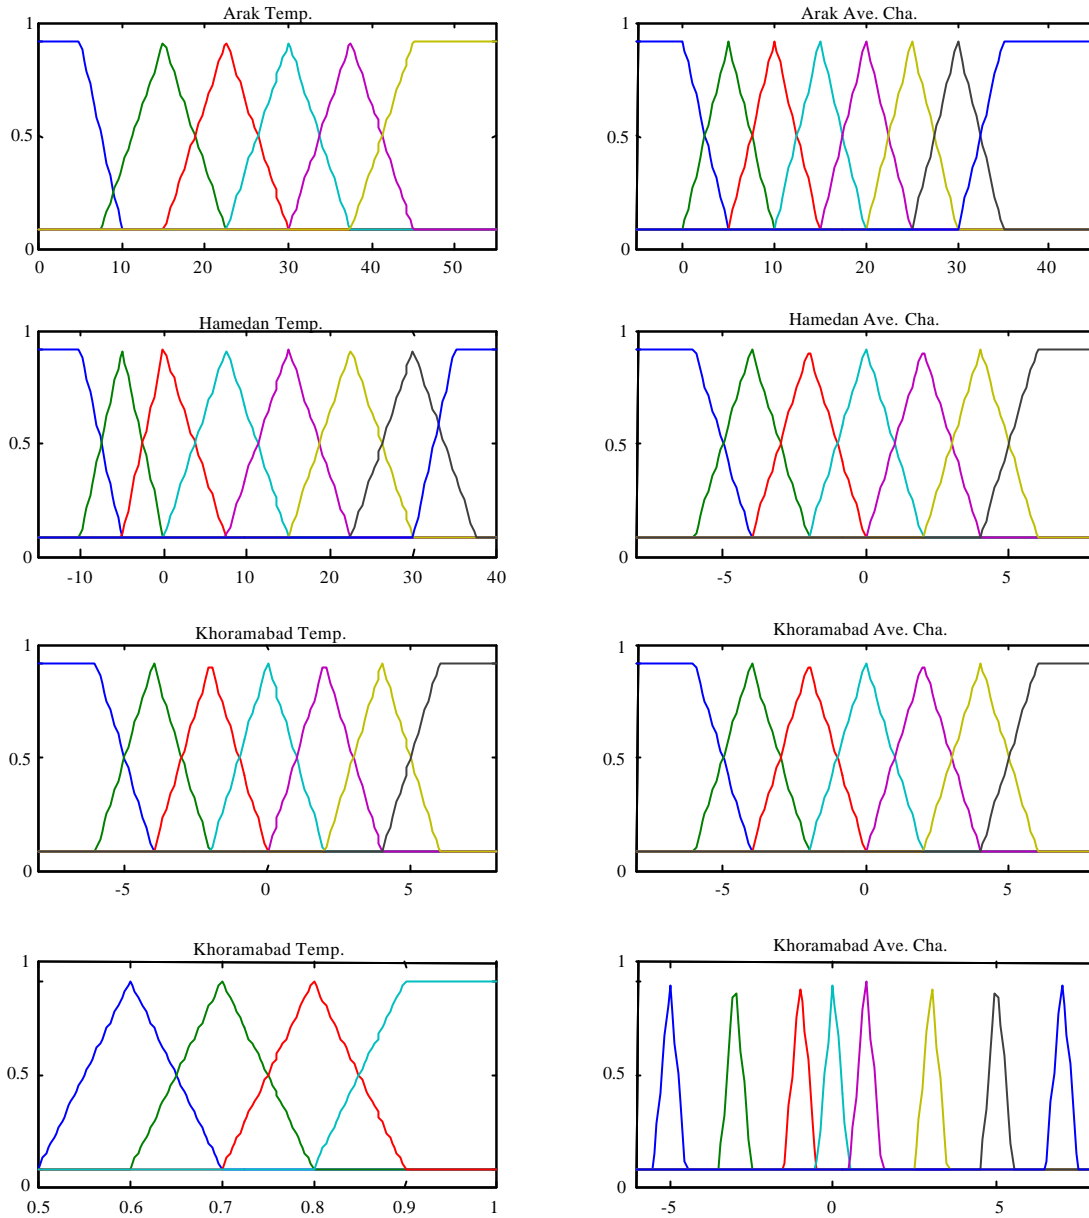 Arak Temp.
1
0.5
0
0 10 20 30 40 50
Arak Ave. Cha.
1
0.5
0
0 10 20 30 40
Hamedan Temp.
1
0.5
0
-10 0 10 20 30 40
Hamedan Ave. Cha.
1
0.5
0
-5 0 5
Khoramabad Temp.
1
0.5
0
-5 0 5
Khoramabad Ave. Cha.
1
0.5
0
-5 0 5
Khoramabad Temp.
1
0.5
0
0.5 0.6 0.7 0.8 0.9 1
Khoramabad Ave. Cha.
1
0.5
0
-5 0 5